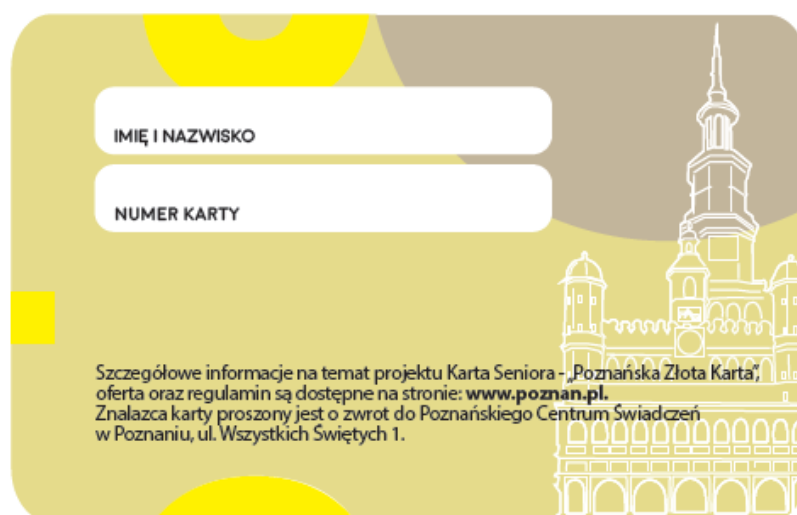 IMIĘ I NAZWISKO
NUMER KARTY
Szczegółowe informacje na temat projektu Karta Seniora - „Poznańska Złota Karta”,
oferta oraz regulamin są dostępne na stronie: www.poznan.pl.
Znalazca karty proszony jest o zwrot do Poznańskiego Centrum Świadczeń
w Poznaniu, ul. Wszystkich Świętych 1.